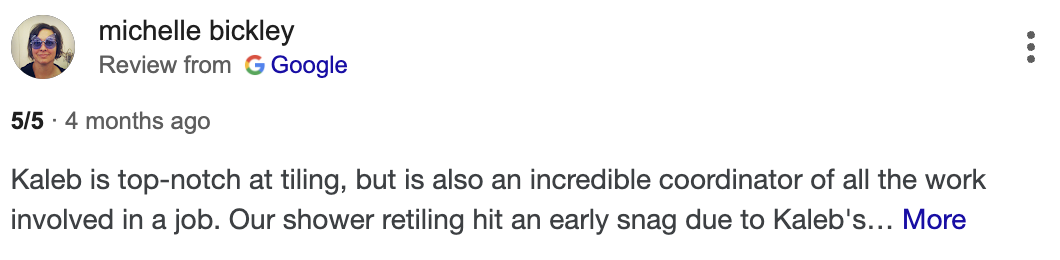 michelle bickley
Review from Google
5/5 · 4 months ago
Kaleb is top-notch at tiling, but is also an incredible coordinator of all the work
involved in a job. Our shower retiling hit an early snag due to Kaleb's... More